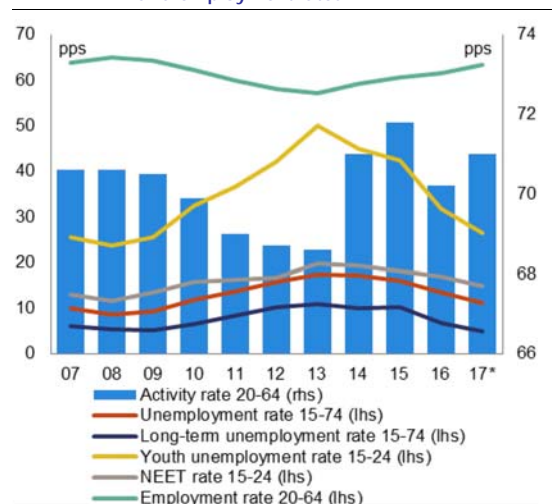 70 74
pps pps
60
72
50
40 70
30
20 68
10
0 66
07 08 09 10 11 12 13 14 15 16 17*
Activity rate 20-64 (rhs)
Unemployment rate 15-74 (lhs)
Long-term unemployment rate 15-74 (lhs)
Youth unemployment rate 15-24 (lhs)
NEET rate 15-24 (lhs)
Employment rate 20-64 (lhs)